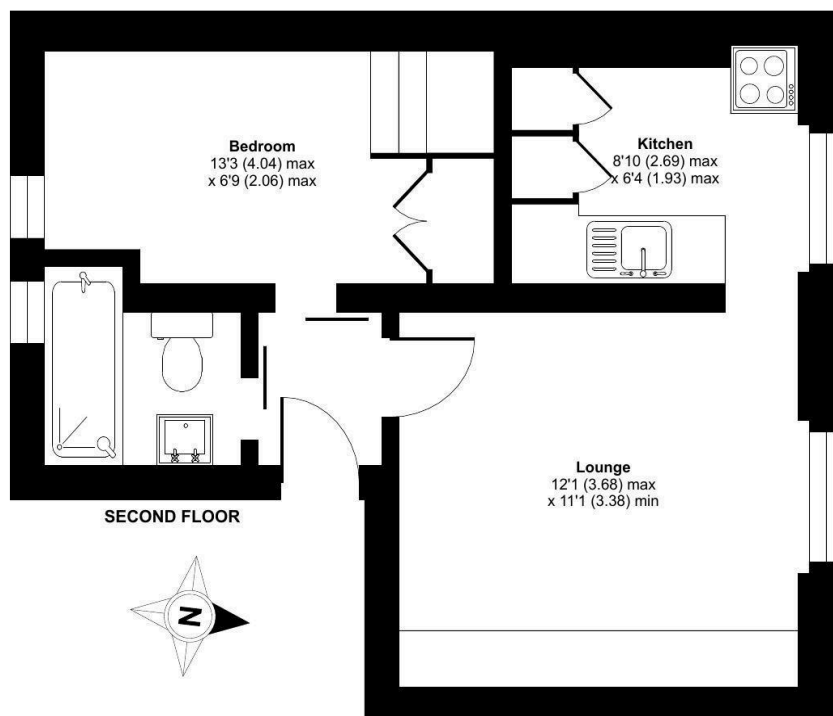 Bedroom
13'3 (4.04) max
x 6'9 (2.06) max
Kitchen
8'10 (2.69) max
x 6'4 (1.93) max
Lounge
12'1 (3.68) max
x 11'1 (3.38) min
SECOND FLOOR
N